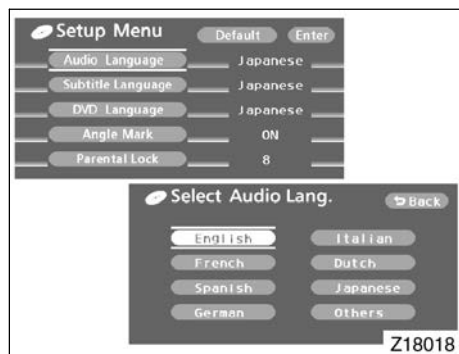 Setup Menu Default Enter
Audio Language Japanese
Subtitle Language Japanese
DVD Language Japanese
Angle Mark ON
Parental Lock 8
Select Audio Lang. Back
English Italian
French Dutch
Spanish Japanese
German Others
Z18018